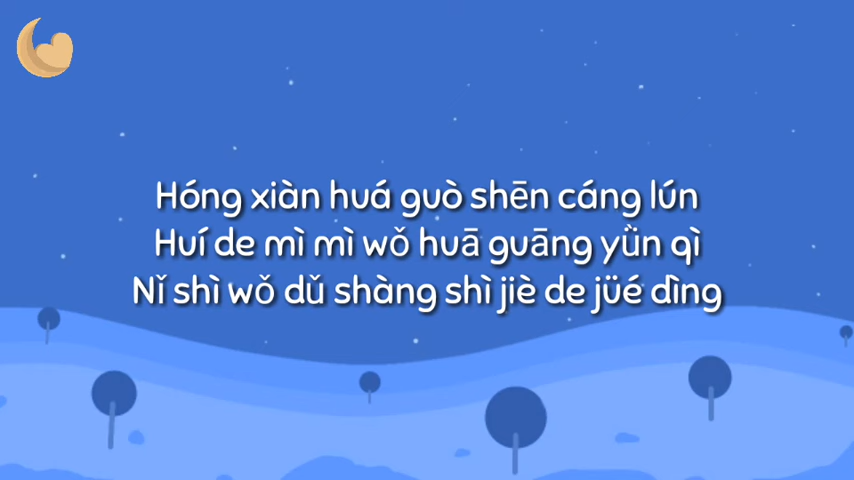 Hóng xiàn huá guò shēn cáng lún
Huí de mì mì wǒ huā guāng yǜn qì
Nǐ shì wǒ dǔ shàng shì jiè de jüé dìng